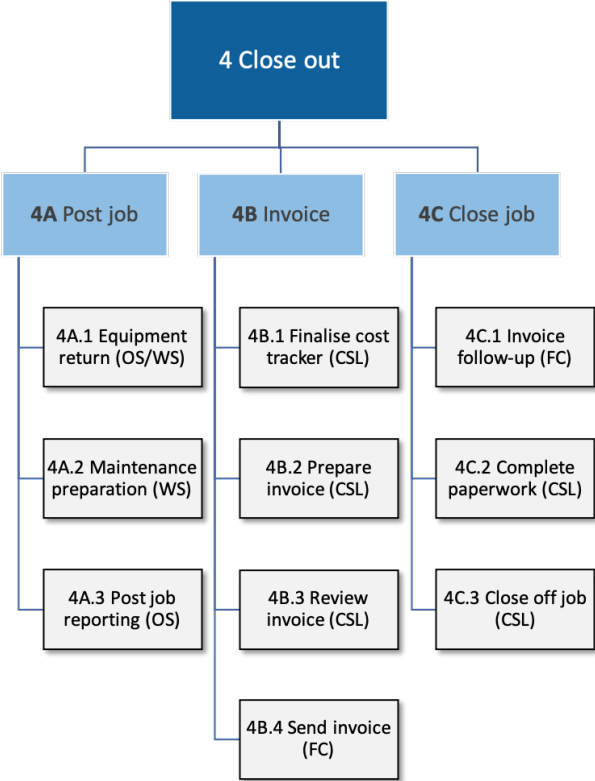 4 Close out
4A Post job
4B Invoice
4C Close job
4A.1 Equipment
return (OS/WS)
4B.1 Finalise cost
tracker (CSL)
4C.1 Invoice
follow-up (FC)
4A.2 Maintenance
preparation (WS)
4B.2 Prepare
invoice (CSL)
4C.2 Complete
paperwork (CSL)
4A.3 Post job
reporting (OS)
4B.3 Review
invoice (CSL)
4C.3 Close off job
(CSL)
4B.4 Send invoice
(FC)